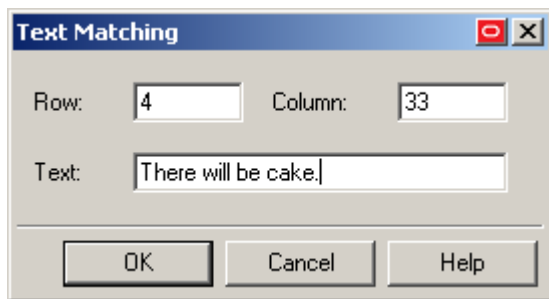 Text Matching
Row: 4 Column: 33
Text: There will be cake.
OK Cancel Help